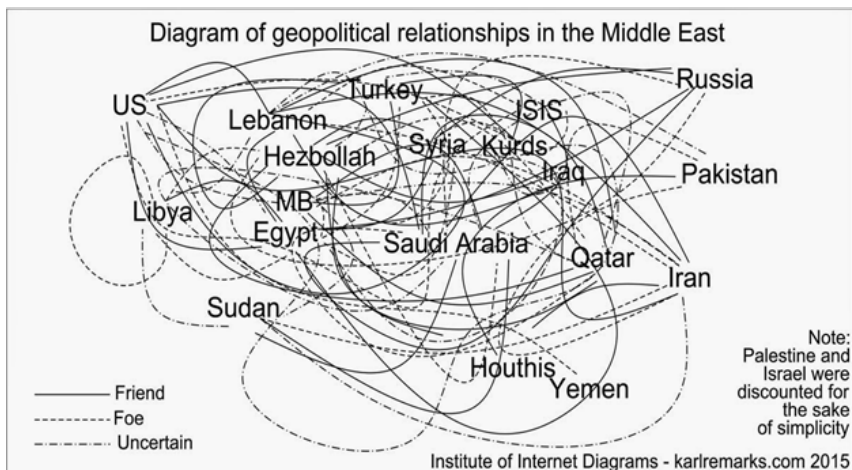 Diagram of geopolitical relationships in the Middle East
Russia
Turkey
US
ISIS
Lebanon
Syria
Kurds
Hezbollah
Iraq
Pakistan
MB
Libya
Egypt
Saudi Arabia
Qatar
Iran
Sudan
Houthis
Yemen
Note:
Palestine and
Israel were
discounted for
the sake
of simplicity
Friend
Foe
Uncertain
Institute of Internet Diagrams - karlremarks.com 2015